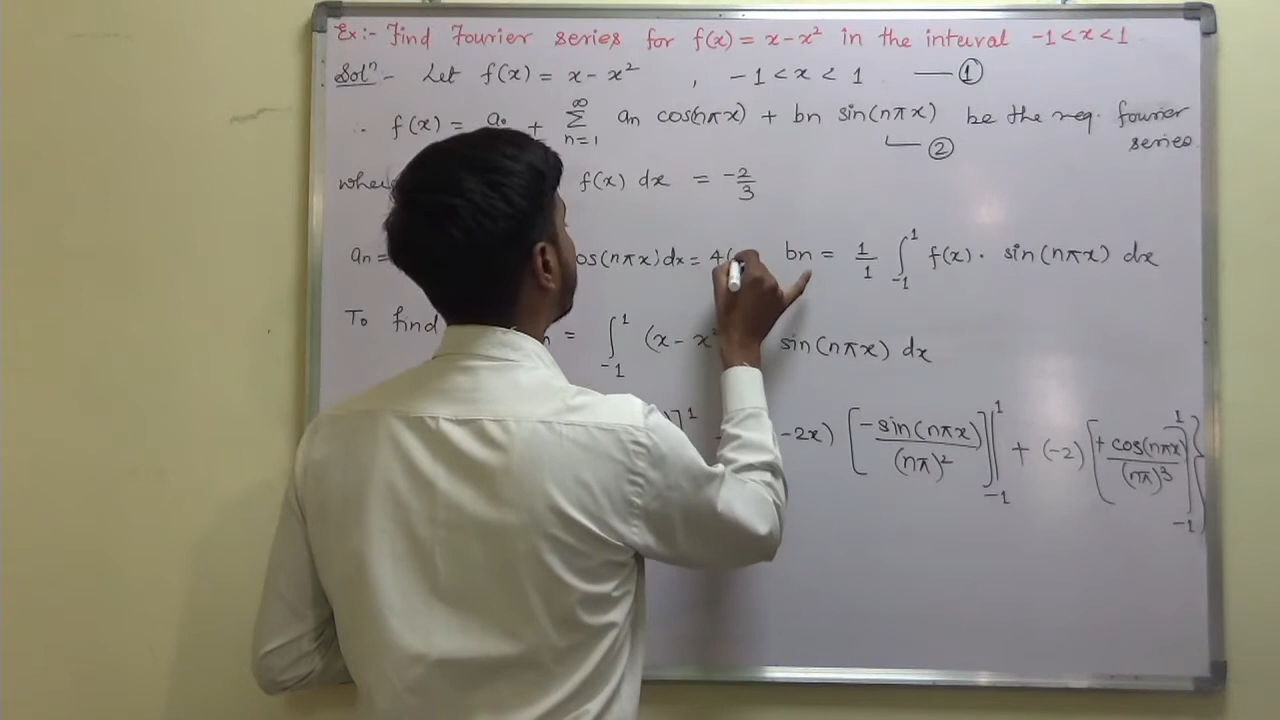 Ex:- Find Fourier series for f(x) = x-x² in the interval -1<x<1
Solⁿ- Let f(x) = x - x² , -1 < x < 1 — ①
∴ f(x) = a₀ + ∑_{n=1}^{∞} an cos(nπx) + bn sin(nπx) be the req. fourier series.
└─ ②
f(x) dx = -2/3
an = cos(nπx)dx = 4( bn = 1/1 ∫_{-1}^{1} f(x) · sin(nπx) dx
To find = ∫_{-1}^{1} (x - x² sin(nπx) dx
]¹ -2x) [-sin(nπx)/(nπ)²]|_{-1}^{1} + (-2) [+cos(nπx)/(nπ)³]_{-1}^{1}}